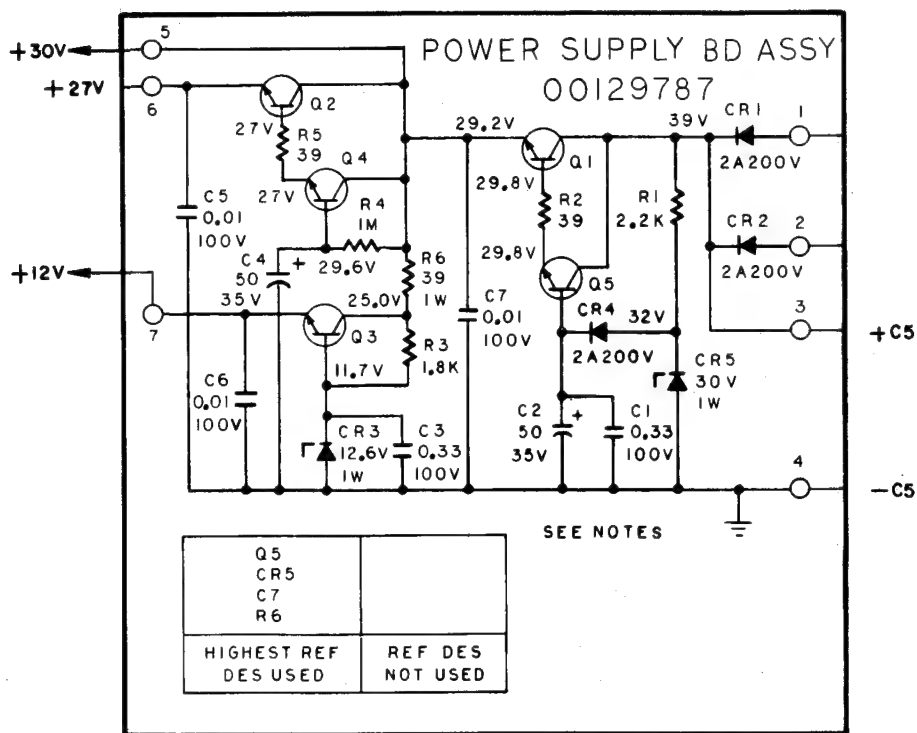 POWER SUPPLY BD ASSY
00129787
+30V
5
+27V
6
Q2
27V
R5
39
Q4
27V
R4
1M
C5
0.01
100V
C4
50
35V
+
29.6V
R6
39
1W
+12V
7
25.0V
Q3
11.7V
R3
1.8K
C6
0.01
100V
CR3
12.6V
1W
C3
0.33
100V
C7
0.01
100V
29.2V
Q1
29.8V
R2
39
29.8V
Q5
39V
R1
2.2K
CR1
2A200V
1
CR2
2A200V
2
3
+C5
CR4
2A200V
32V
CR5
30V
1W
C2
50
35V
+
C1
0.33
100V
4
-C5
SEE NOTES
Q5
CR5
C7
R6
HIGHEST REF
DES USED
REF DES
NOT USED